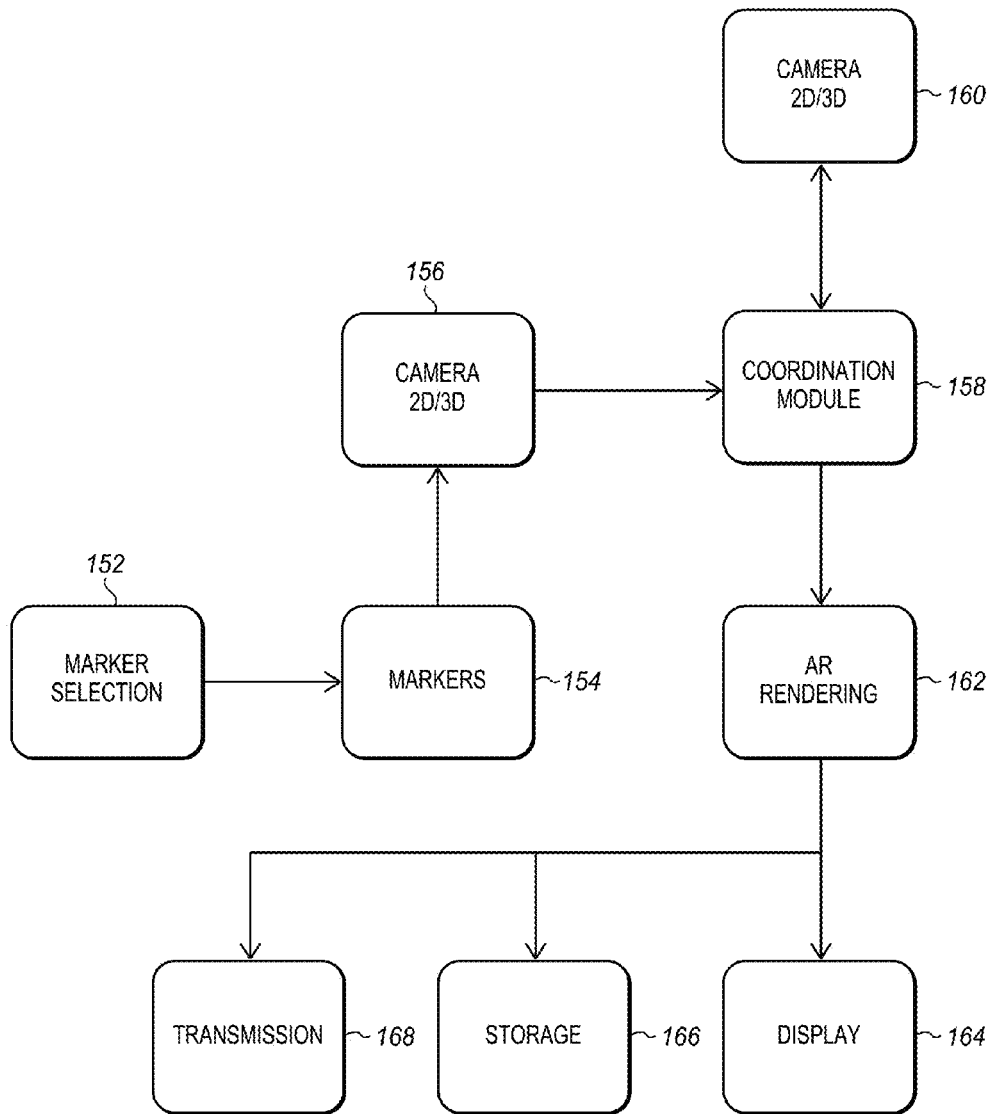 CAMERA
2D/3D
160
156
CAMERA
2D/3D
COORDINATION
MODULE
158
152
MARKER
SELECTION
MARKERS
154
AR
RENDERING
162
TRANSMISSION
168
STORAGE
166
DISPLAY
164